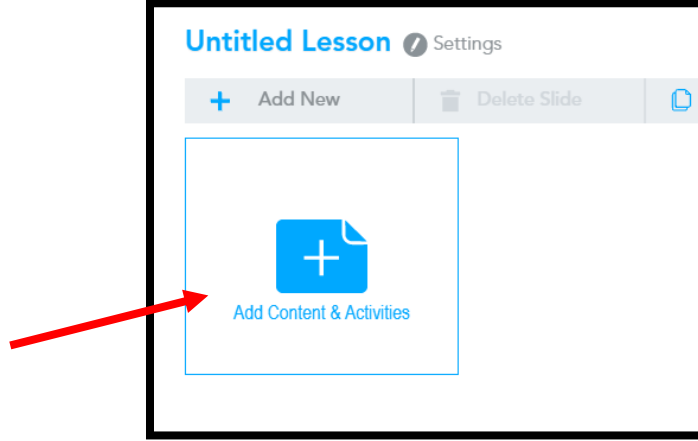 Untitled Lesson Settings
Add New Delete Slide
Add Content & Activities